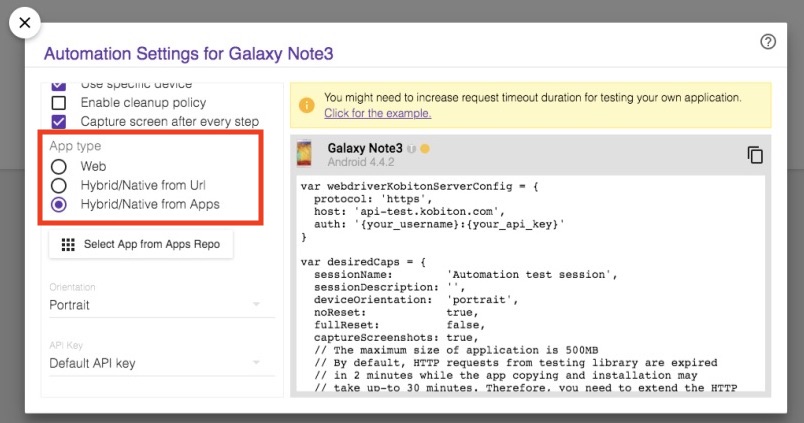 Automation Settings for Galaxy Note3
Use specific device
Enable cleanup policy
Capture screen after every step
App type
Web
Hybrid/Native from Url
Hybrid/Native from Apps
Select App from Apps Repo
Orientation
Portrait
API Key
Default API key
You might need to increase request timeout duration for testing your own application.
Click for the example.
Galaxy Note3
Android 4.4.2
var webdriverKobitonServerConfig = {
  protocol: 'https',
  host: 'api-test.kobiton.com',
  auth: '{your_username}:{your_api_key}'
}
var desiredCaps = {
  sessionName:        'Automation test session',
  sessionDescription: '',
  deviceOrientation:  'portrait',
  noReset:            true,
  fullReset:          false,
  captureScreenshots: true,
  // The maximum size of application is 500MB
  // By default, HTTP requests from testing library are expired
  // in 2 minutes while the app copying and installation may
  // take up-to 30 minutes. Therefore, you need to extend the HTTP